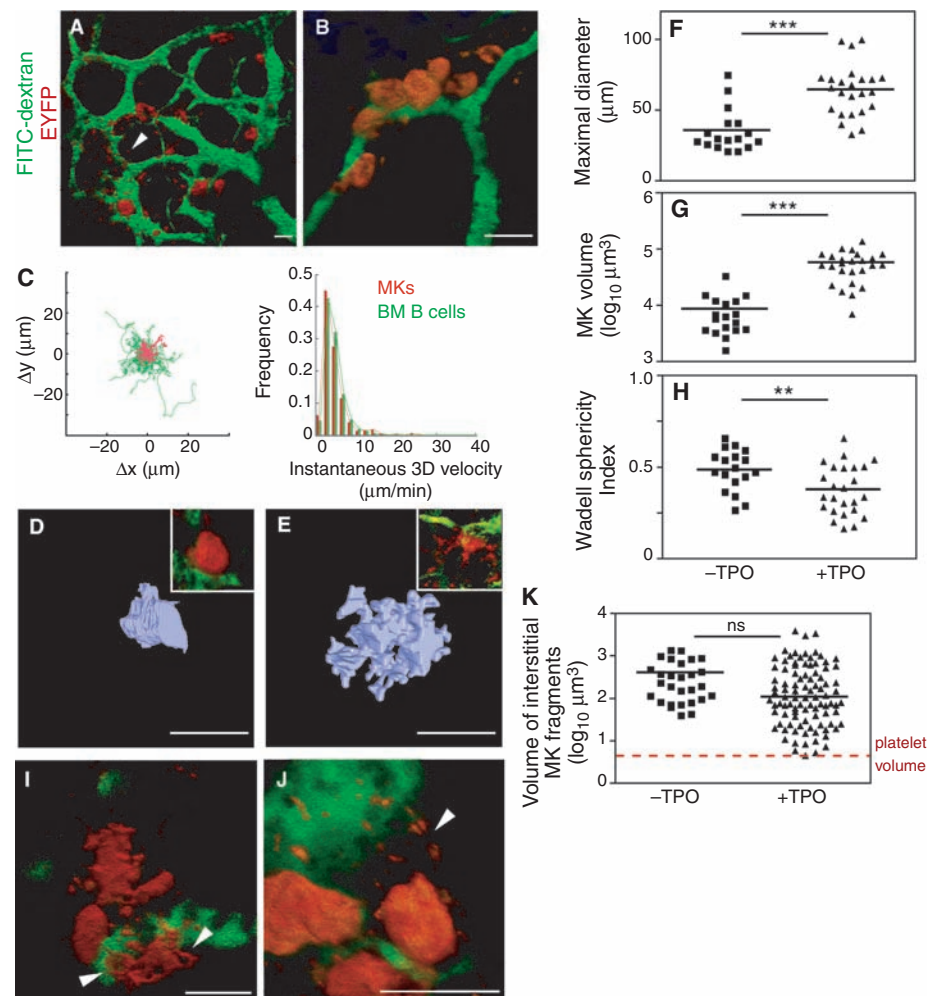 A
B
FITC-dextran
EYFP
C
20
0
−20
Δy (μm)
−20 0 20 40
Δx (μm)
0.5
0.4
0.3
0.2
0.1
0
Frequency
MKs
BM B cells
0 10 20 30 40
Instantaneous 3D velocity
(μm/min)
D
E
I
J
F
***
100
50
0
Maximal diameter
(μm)
G
***
6
5
4
3
MK volume
(log10 μm3)
H
**
1.0
0.5
0
Wadell sphericity
Index
−TPO +TPO
K
ns
4
3
2
1
0
Volume of interstitial
MK fragments
(log10 μm3)
platelet
volume
−TPO +TPO